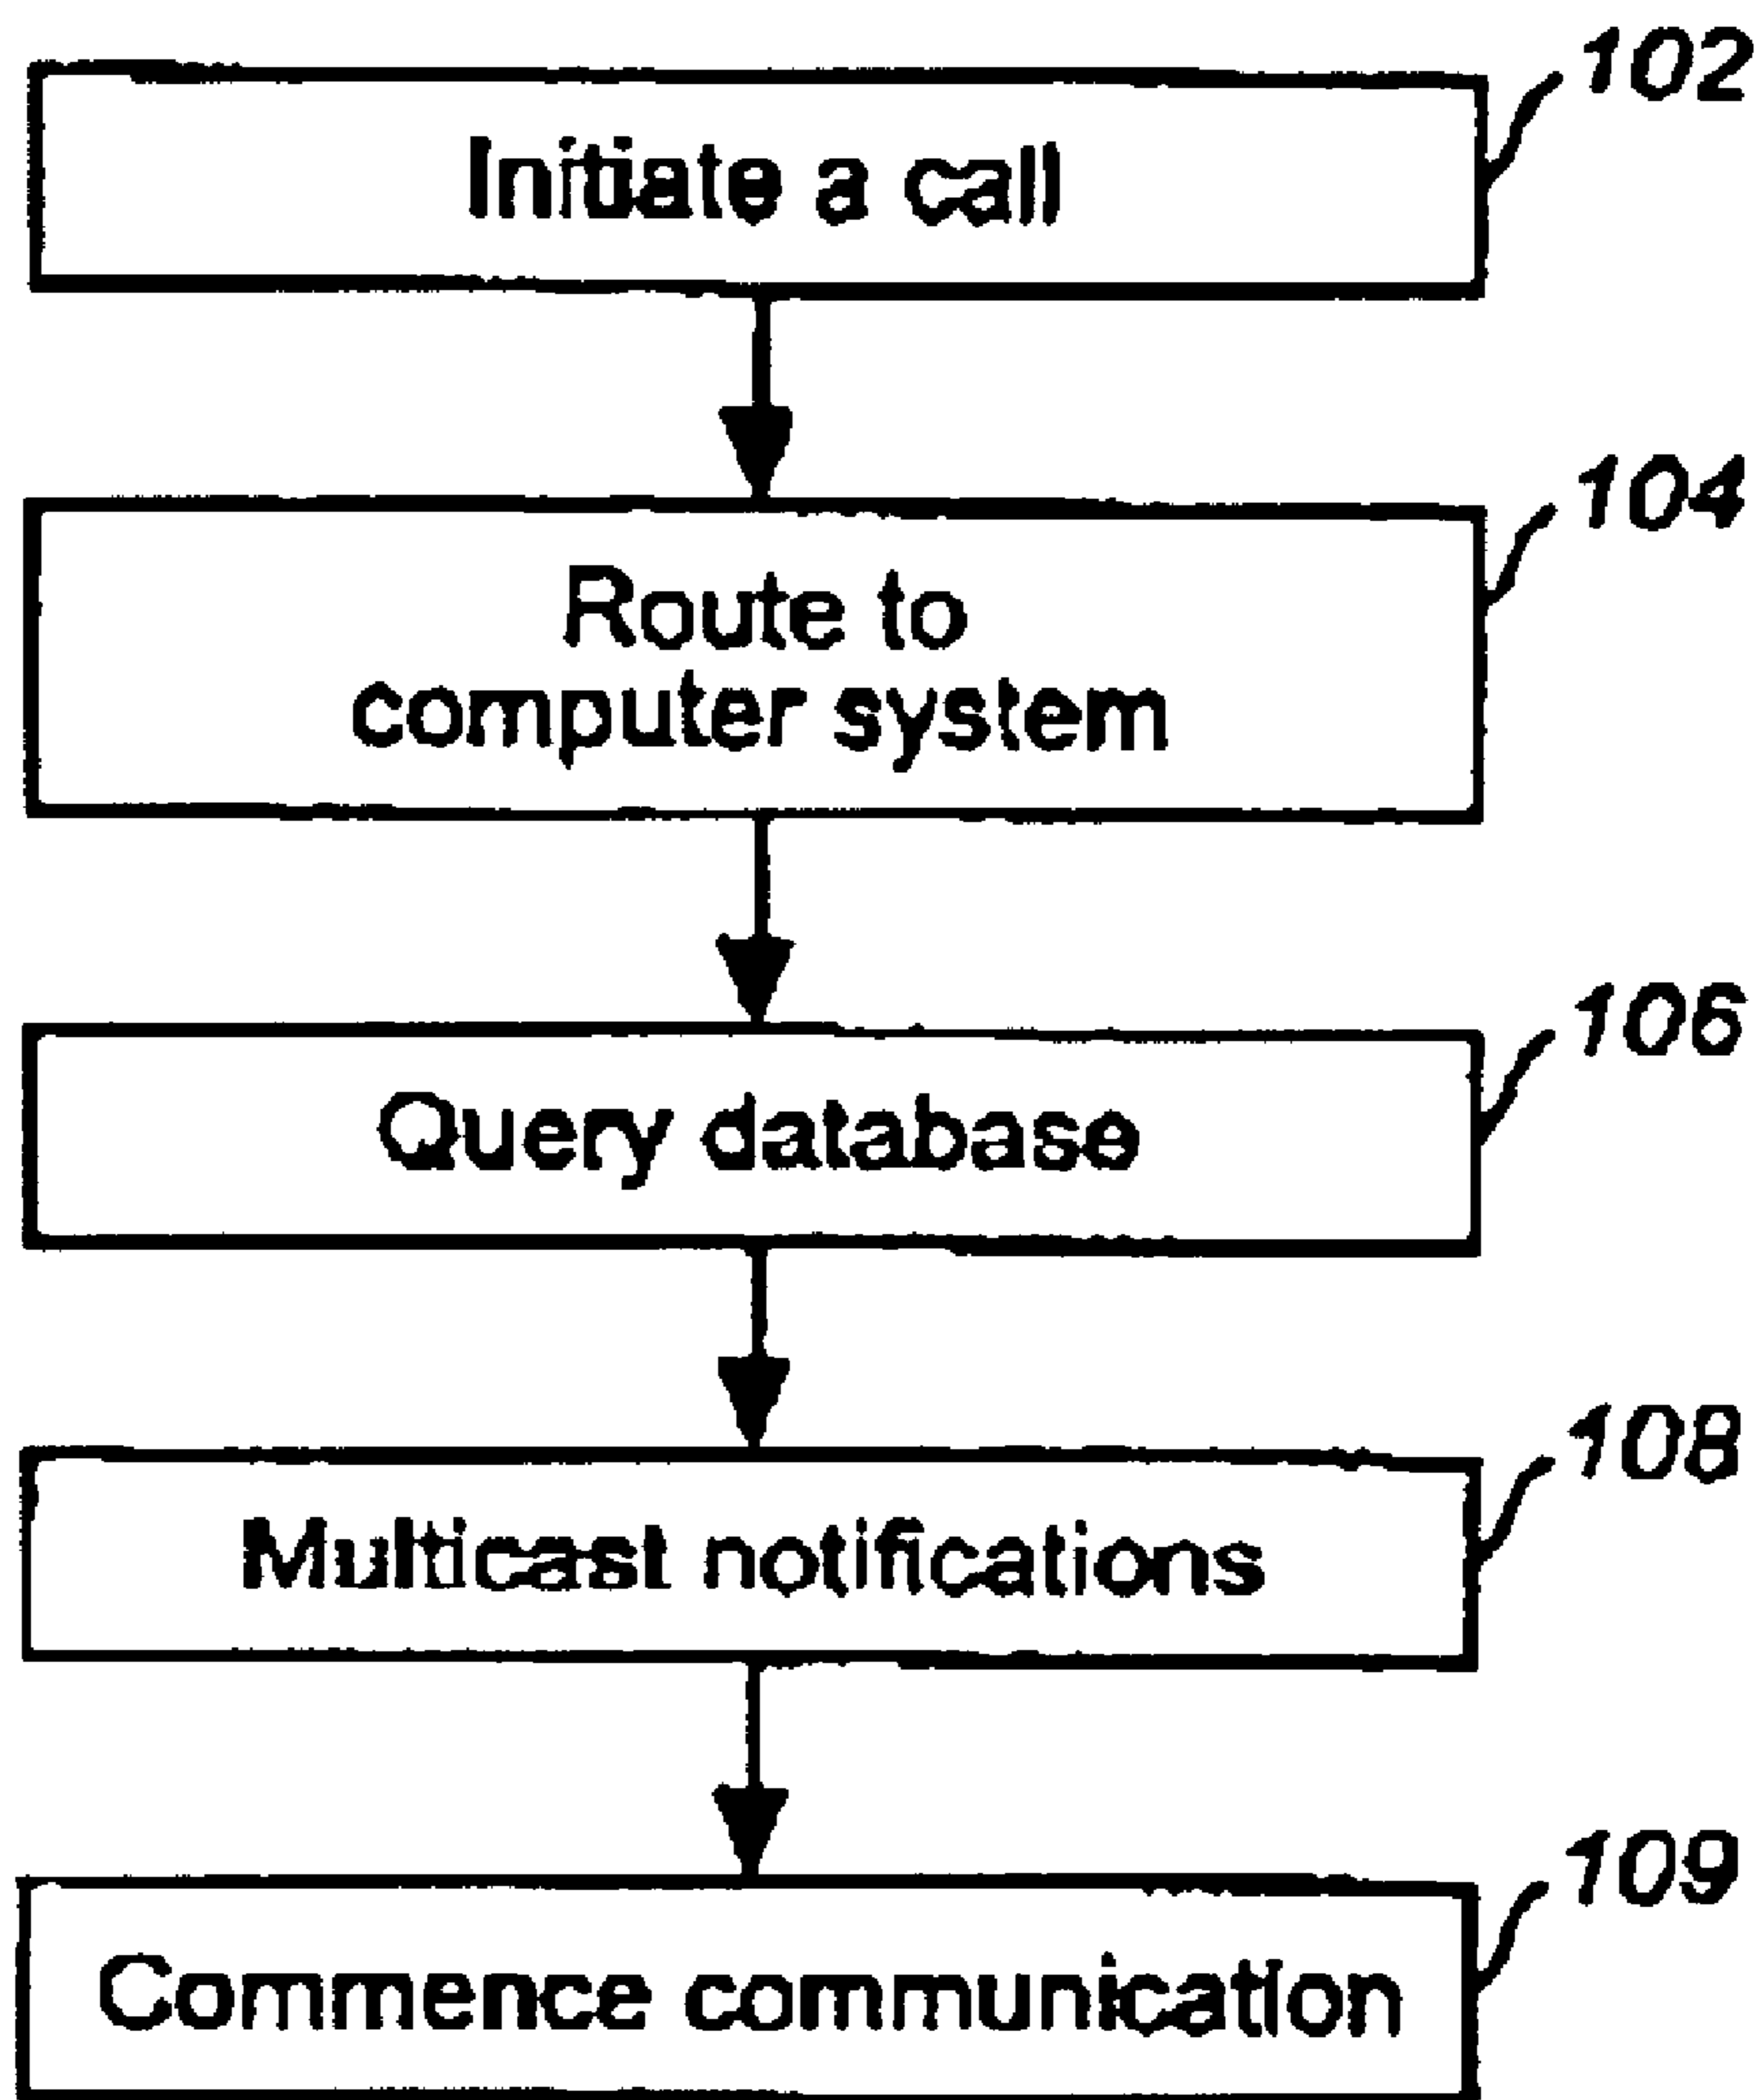 102
Initiate a call
104
Route to
computer system
106
Query database
108
Multicast notifications
109
Commence communication